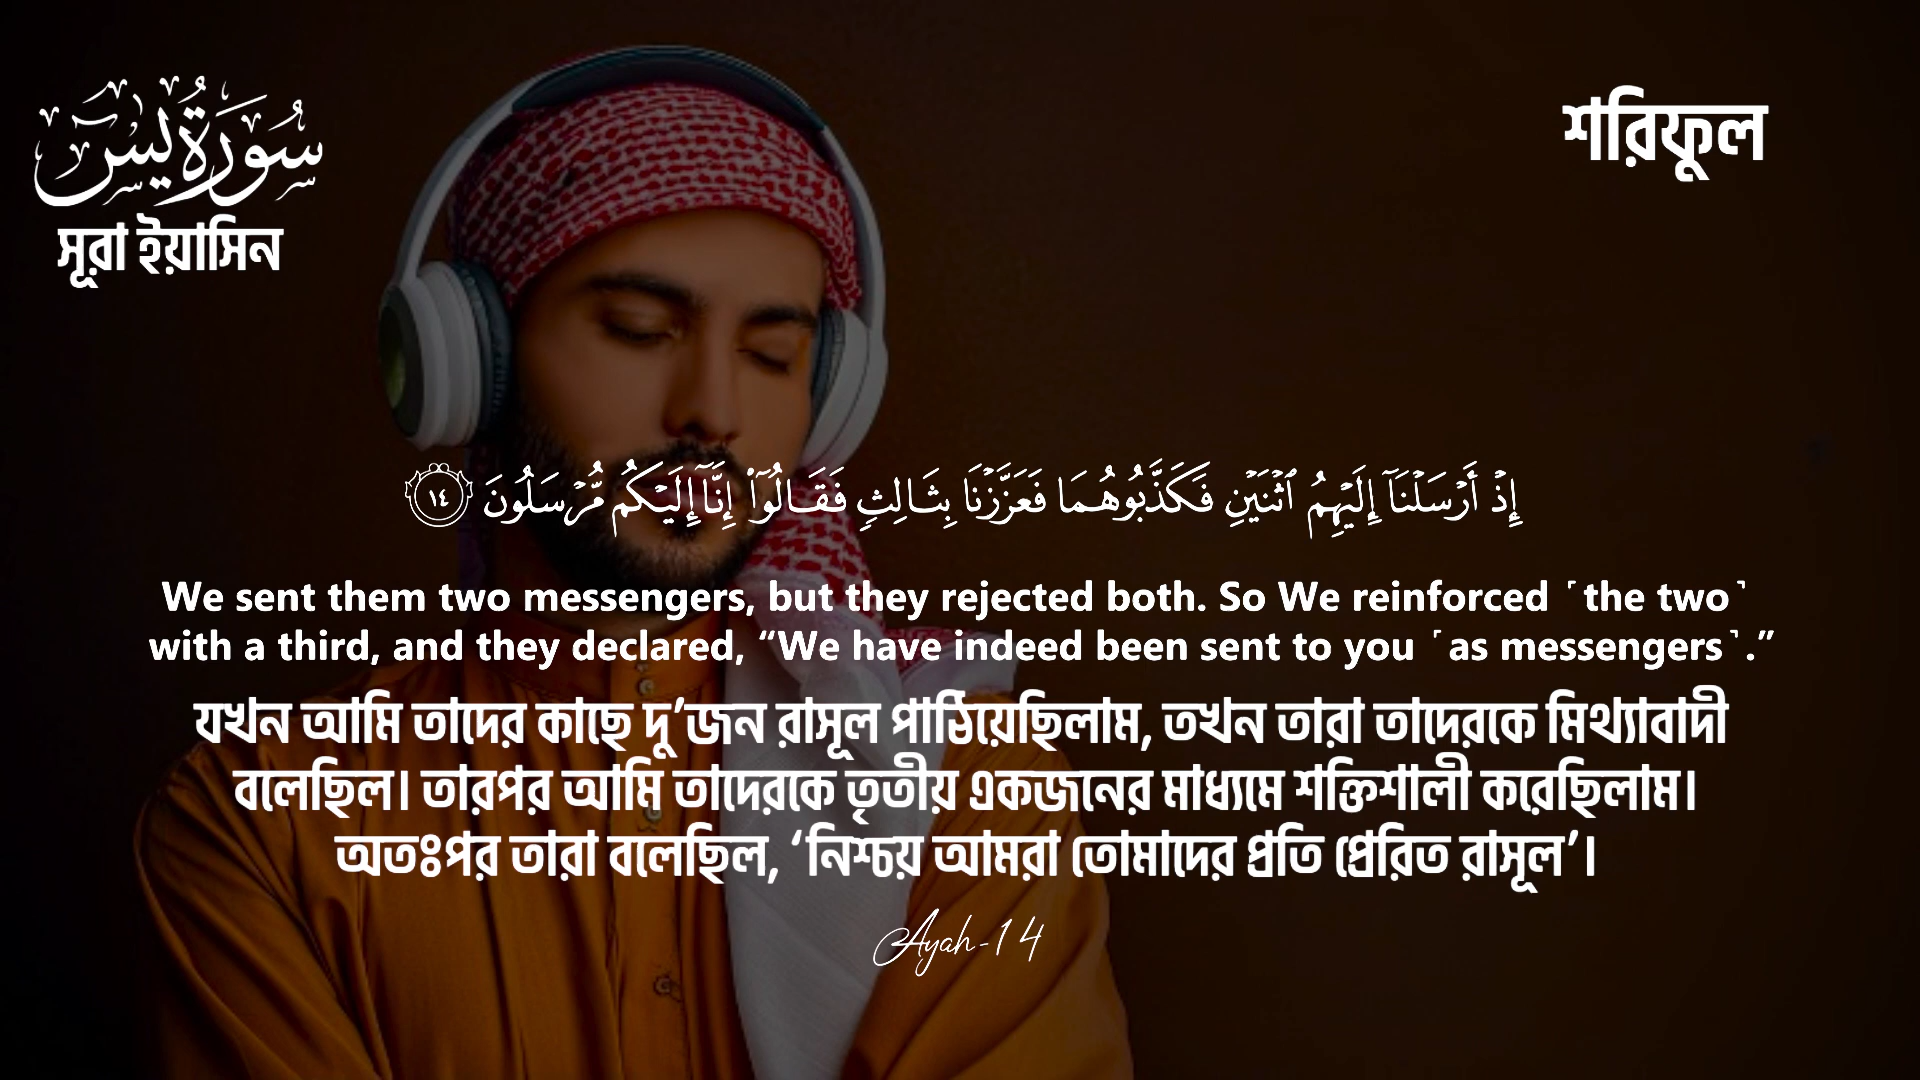 سُورَةُ يس
সূরা ইয়াসিন
শরিফুল
إِذْ أَرْسَلْنَآ إِلَيْهِمُ ٱثْنَيْنِ فَكَذَّبُوهُمَا فَعَزَّزْنَا بِثَالِثٍ فَقَالُوٓا۟ إِنَّآ إِلَيْكُم مُّرْسَلُونَ ١٤
We sent them two messengers, but they rejected both. So We reinforced ˹the two˺
with a third, and they declared, “We have indeed been sent to you ˹as messengers˺.”
যখন আমি তাদের কাছে দু’জন রাসূল পাঠিয়েছিলাম, তখন তারা তাদেরকে মিথ্যাবাদী
বলেছিল। তারপর আমি তাদেরকে তৃতীয় একজনের মাধ্যমে শক্তিশালী করেছিলাম।
অতঃপর তারা বলেছিল, ‘নিশ্চয় আমরা তোমাদের প্রতি প্রেরিত রাসূল’।
Ayah-14